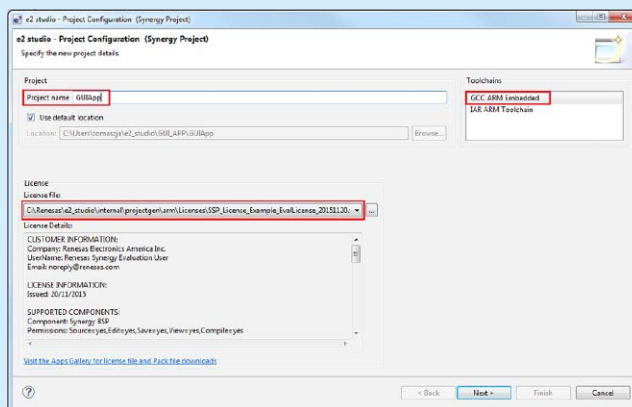 e2 studio - Project Configuration (Synergy Project)
e2 studio - Project Configuration (Synergy Project)
Specify the new project details.
Project
Project name GUIApp
Use default location
Location: C:\Users\tomascja\e2_studio\GUI_APP\GUIApp
Browse...
Toolchains
GCC ARM Embedded
IAR ARM Toolchain
License
License file:
C:\Renesas\e2_studio\internal\projectgen\arm\Licenses\SSP_License_Example_EvalLicense_20151120.
...
License Details:
CUSTOMER INFORMATION:
Company: Renesas Electronics America Inc.
UserName: Renesas Synergy Evaluation User
Email: noreply@renesas.com
LICENSE INFORMATION:
Issued: 20/11/2015
SUPPORTED COMPONENTS:
Component: Synergy BSP
Permissions: Source=yes,Edit=yes,Save=yes,View=yes,Compile=yes
Visit the Apps Gallery for license file and Pack file downloads
?
< Back
Next >
Finish
Cancel